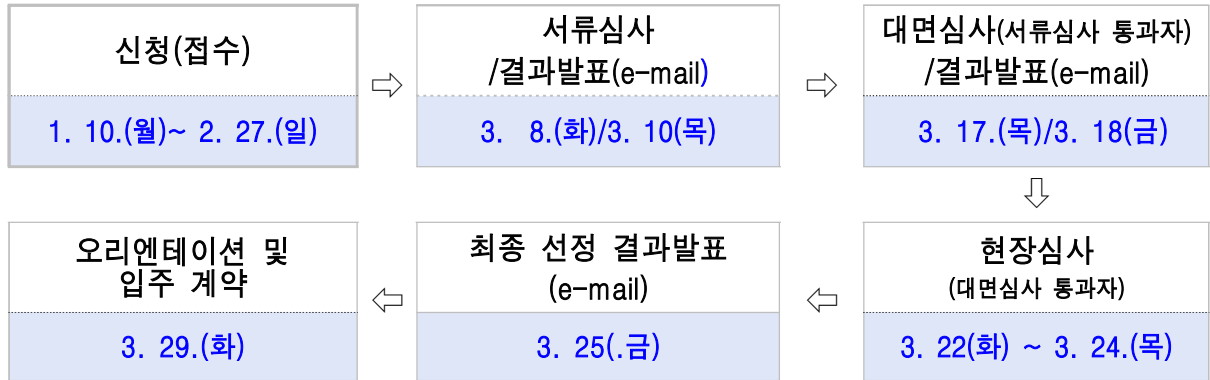 신청(접수)
1. 10.(월)~ 2. 27.(일)
⇨
서류심사
/결과발표(e-mail)
3. 8.(화)/3. 10(목)
⇨
대면심사(서류심사 통과자)
/결과발표(e-mail)
3. 17.(목)/3. 18(금)
⇩
현장심사
(대면심사 통과자)
3. 22(화) ~ 3. 24.(목)
⇦
최종 선정 결과발표
(e-mail)
3. 25(.금)
⇦
오리엔테이션 및
입주 계약
3. 29.(화)